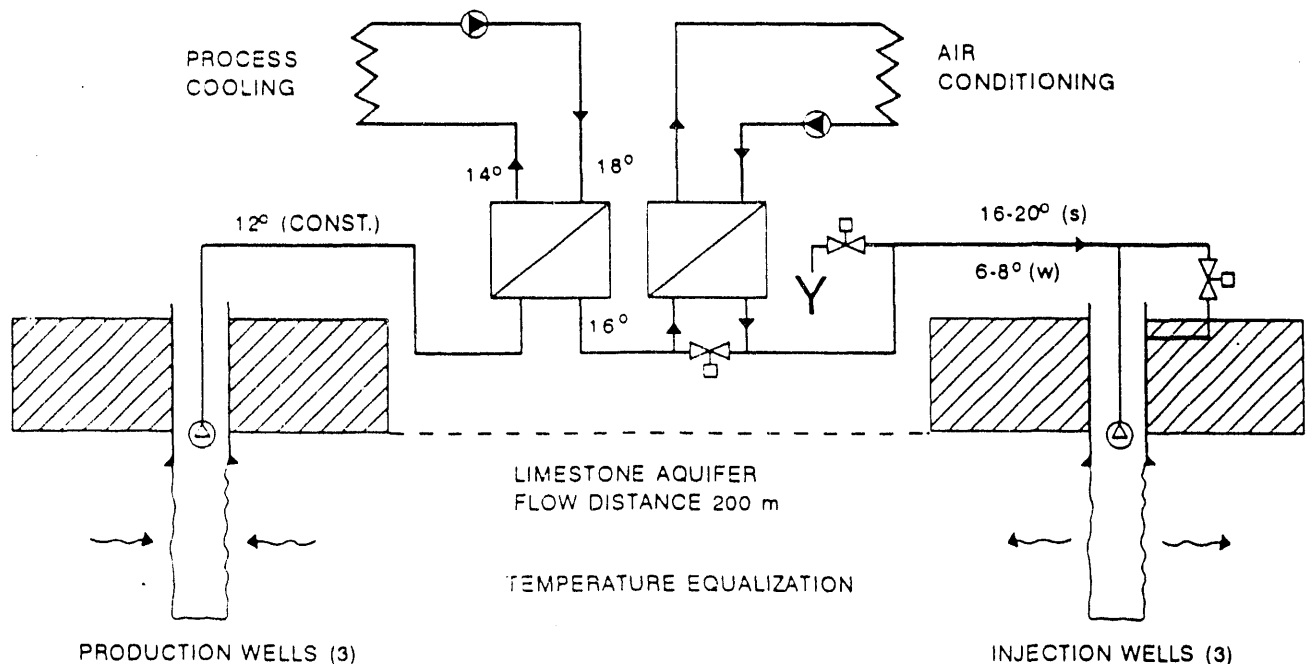 PROCESS
COOLING
AIR
CONDITIONING
14°
18°
12° (CONST.)
16-20° (s)
6-8° (w)
16°
LIMESTONE AQUIFER
FLOW DISTANCE 200 m
TEMPERATURE EQUALIZATION
PRODUCTION WELLS (3)
INJECTION WELLS (3)